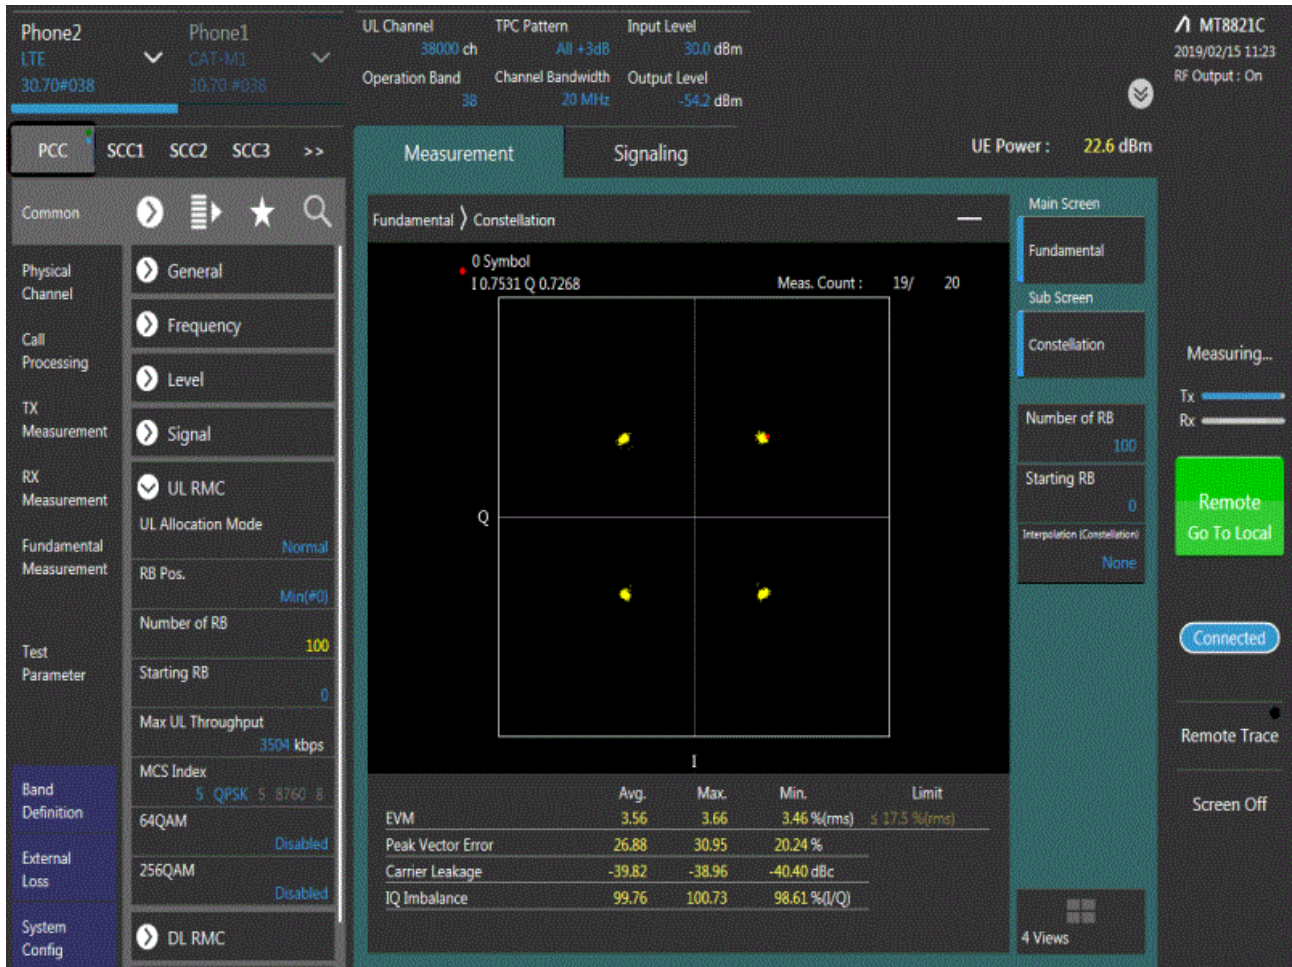 Phone2
LTE
30.70#038
Phone1
CAT-M1
30.70 #038
UL Channel
38000 ch
TPC Pattern
All +3dB
Input Level
30.0 dBm
Operation Band
38
Channel Bandwidth
20 MHz
Output Level
-54.2 dBm
MT8821C
2019/02/15 11:23
RF Output : On
PCC SCC1 SCC2 SCC3 >>
Measurement
Signaling
UE Power : 22.6 dBm
Common
Physical
Channel
Call
Processing
TX
Measurement
RX
Measurement
Fundamental
Measurement
Test
Parameter
Band
Definition
External
Loss
System
Config
General
Frequency
Level
Signal
UL RMC
UL Allocation Mode
Normal
RB Pos.
Min(#0)
Number of RB
100
Starting RB
0
Max UL Throughput
3504 kbps
MCS Index
5 QPSK 5 8760 8
64QAM
Disabled
256QAM
Disabled
DL RMC
Fundamental 〉 Constellation
0 Symbol
I 0.7531 Q 0.7268
Meas. Count : 19/ 20
Q
I
Avg. Max. Min. Limit
EVM 3.56 3.66 3.46 %(rms) ≤ 17.5 %(rms)
Peak Vector Error 26.88 30.95 20.24 %
Carrier Leakage -39.82 -38.96 -40.40 dBc
IQ Imbalance 99.76 100.73 98.61 %(I/Q)
Main Screen
Fundamental
Sub Screen
Constellation
Number of RB
100
Starting RB
0
Interpolation (Constellation)
None
4 Views
Measuring...
Tx
Rx
Remote
Go To Local
Connected
Remote Trace
Screen Off